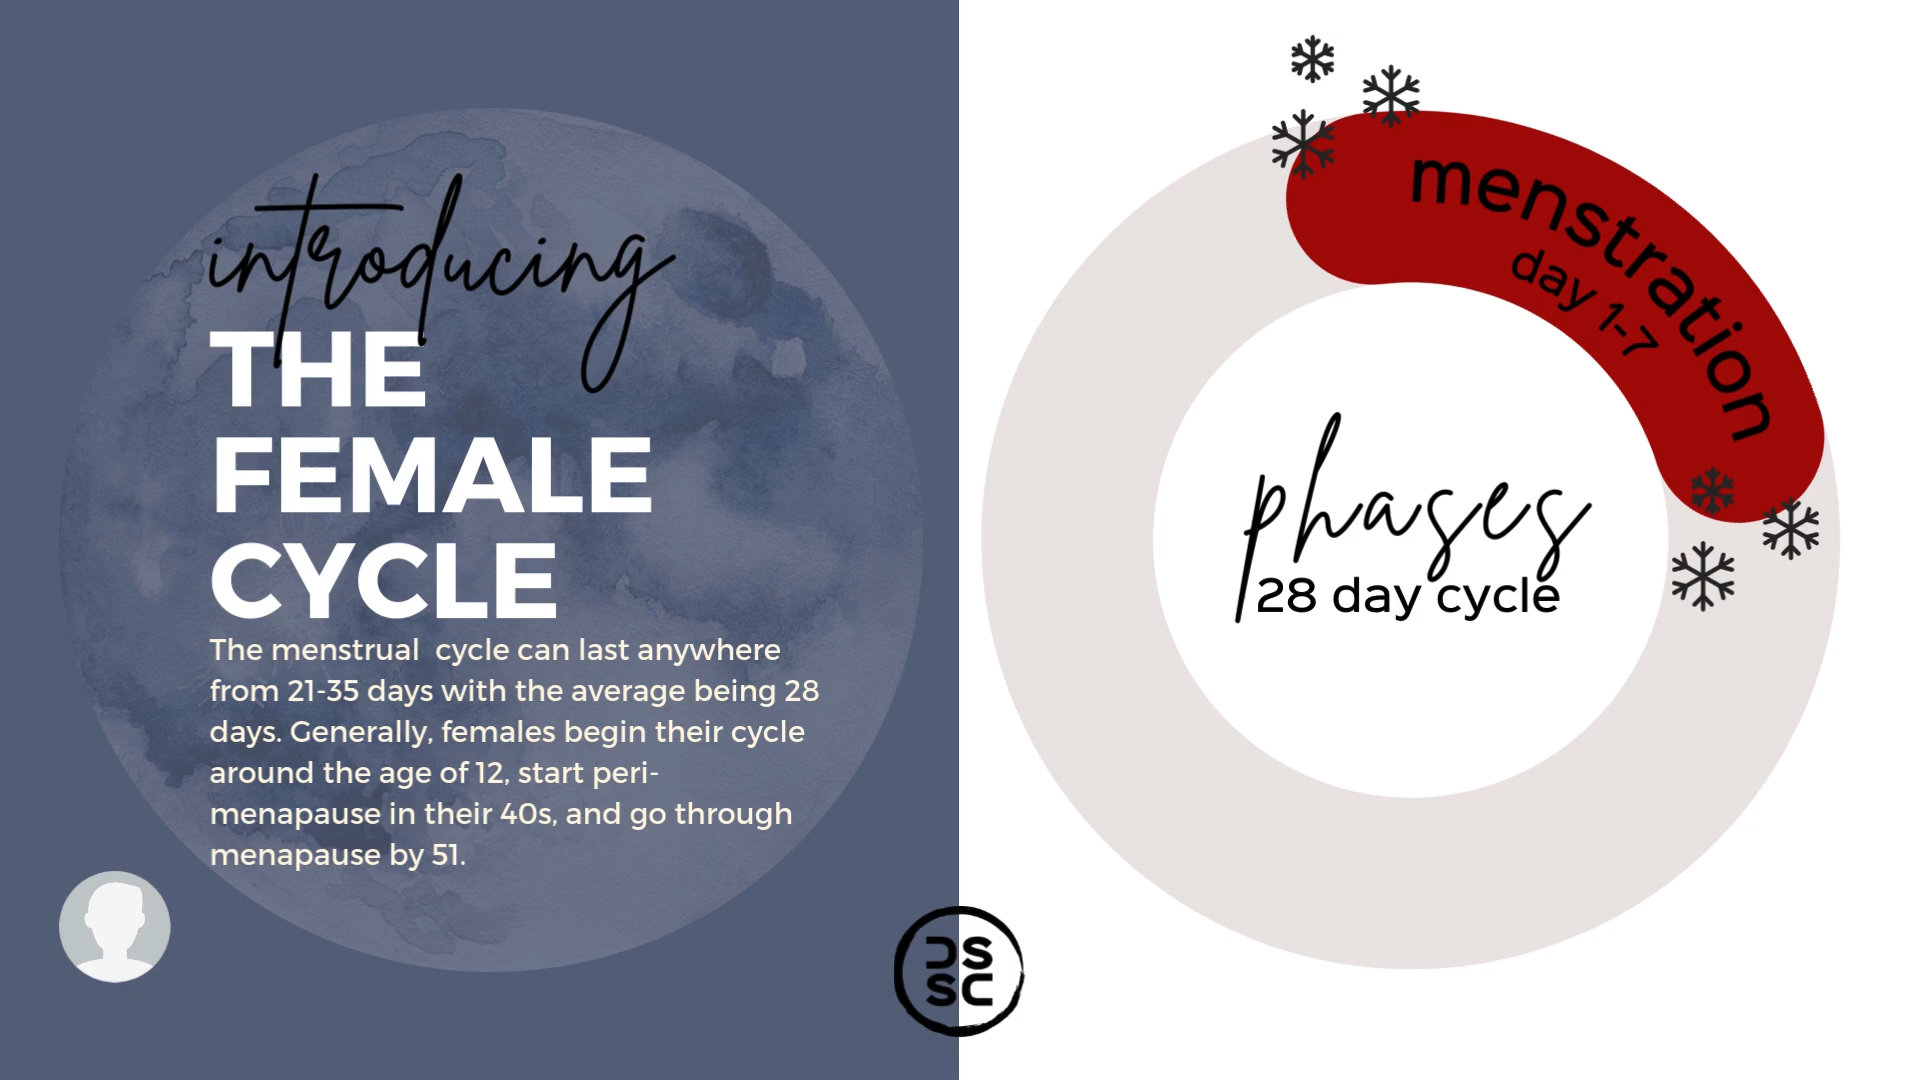 introducing
THE
FEMALE
CYCLE
The menstrual  cycle can last anywhere
from 21-35 days with the average being 28
days. Generally, females begin their cycle
around the age of 12, start peri-
menapause in their 40s, and go through
menapause by 51.
menstration
day 1-7
phases
28 day cycle
DS
SC